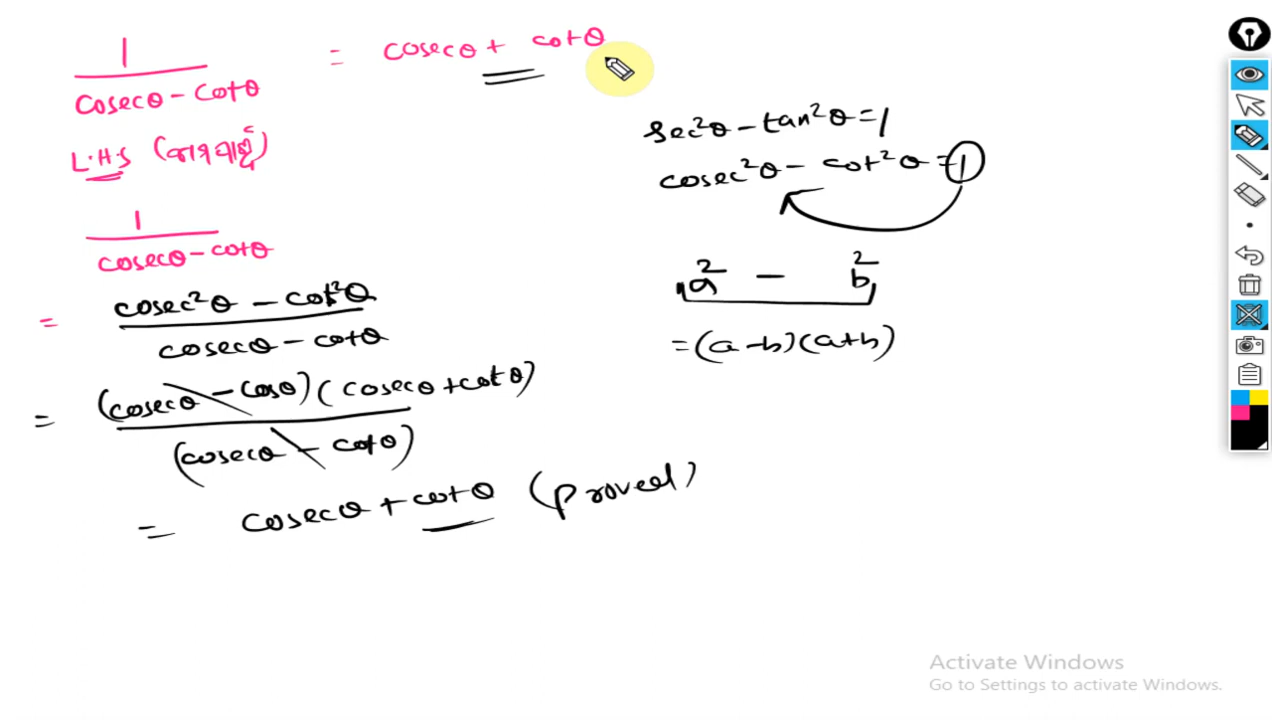 1 / cosecθ - cotθ = cosecθ + cotθ
L.H.S (ବାମପାର୍ଶ୍ୱ)
1 / cosecθ - cotθ
= cosec²θ - cot²θ / cosecθ - cotθ
= (cosecθ - cosθ)(cosecθ + cotθ) / (cosecθ - cotθ)
= cosecθ + cotθ (proved)
sec²θ - tan²θ = 1
cosec²θ - cot²θ = 1
a² - b²
= (a-b)(a+b)
Activate Windows
Go to Settings to activate Windows.